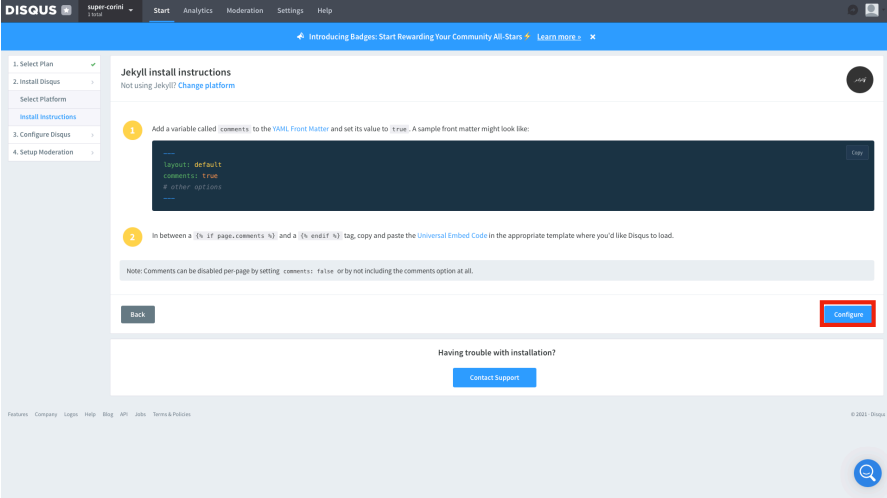 DISQUS
super-corini
1 total
Start Analytics Moderation Settings Help
Introducing Badges: Start Rewarding Your Community All-Stars⚡ Learn more » ×
1. Select Plan
2. Install Disqus
Select Platform
Install Instructions
3. Configure Disqus
4. Setup Moderation
Jekyll install instructions
Not using Jekyll? Change platform
1
Add a variable called comments to the YAML Front Matter and set its value to true. A sample front matter might look like:
---
layout: default
comments: true
# other options
---
Copy
2
In between a {% if page.comments %} and a {% endif %} tag, copy and paste the Universal Embed Code in the appropriate template where you'd like Disqus to load.
Note: Comments can be disabled per-page by setting comments: false or by not including the comments option at all.
Back
Configure
Having trouble with installation?
Contact Support
Features Company Logos Help Blog API Jobs Terms & Policies
© 2021 · Disqu